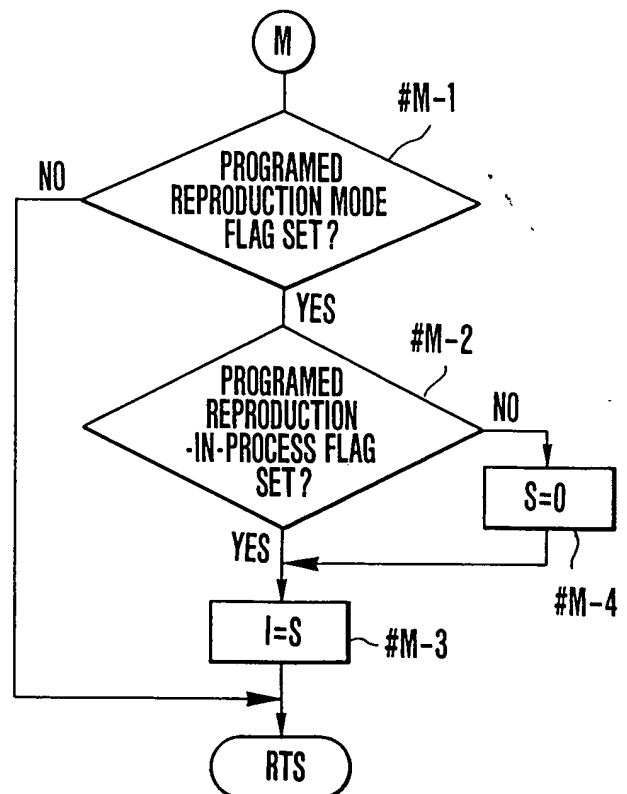 M
#M-1
NO
PROGRAMED
REPRODUCTION MODE
FLAG SET?
YES
#M-2
PROGRAMED
REPRODUCTION
-IN-PROCESS FLAG
SET?
NO
S=0
YES
#M-4
I=S
#M-3
RTS